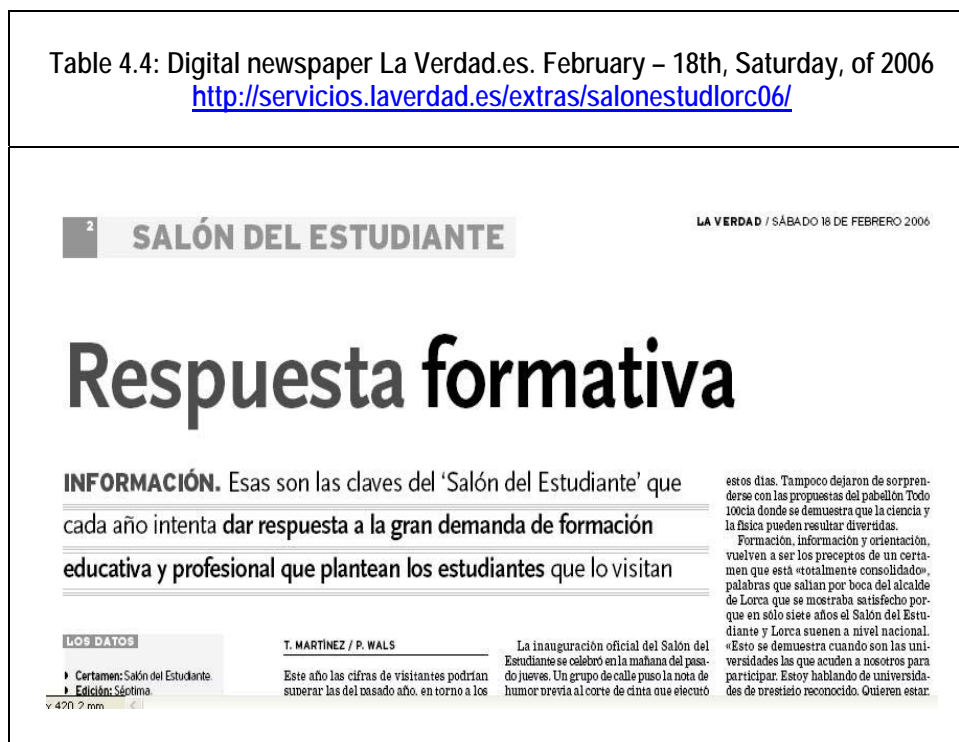 Table 4.4: Digital newspaper La Verdad.es. February – 18th, Saturday, of 2006
http://servicios.laverdad.es/extras/salonestudlorc06/
2
SALÓN DEL ESTUDIANTE
LA VERDAD / SÁBADO 18 DE FEBRERO 2006
Respuesta formativa
INFORMACIÓN. Esas son las claves del ‘Salón del Estudiante’ que
cada año intenta dar respuesta a la gran demanda de formación
educativa y profesional que plantean los estudiantes que lo visitan
LOS DATOS
Certamen: Salón del Estudiante.
Edición: Séptima.
T. MARTÍNEZ / P. WALS
Este año las cifras de visitantes podrían
superar las del pasado año, en torno a los
La inauguración oficial del Salón del
Estudiante se celebró en la mañana del pasa-
do jueves. Un grupo de calle puso la nota de
humor previa al corte de cinta que ejecutó
estos días. Tampoco dejaron de sorpren-
derse con las propuestas del pabellón Todo
100cia donde se demuestra que la ciencia y
la física pueden resultar divertidas.
Formación, información y orientación,
vuelven a ser los preceptos de un certa-
men que está «totalmente consolidado»,
palabras que salían por boca del alcalde
de Lorca que se mostraba satisfecho por-
que en sólo siete años el Salón del Estu-
diante y Lorca suenan a nivel nacional.
«Esto se demuestra cuando son las uni-
versidades las que acuden a nosotros para
participar. Estoy hablando de universida-
des de prestigio reconocido. Quieren estar,
x 420,2 mm